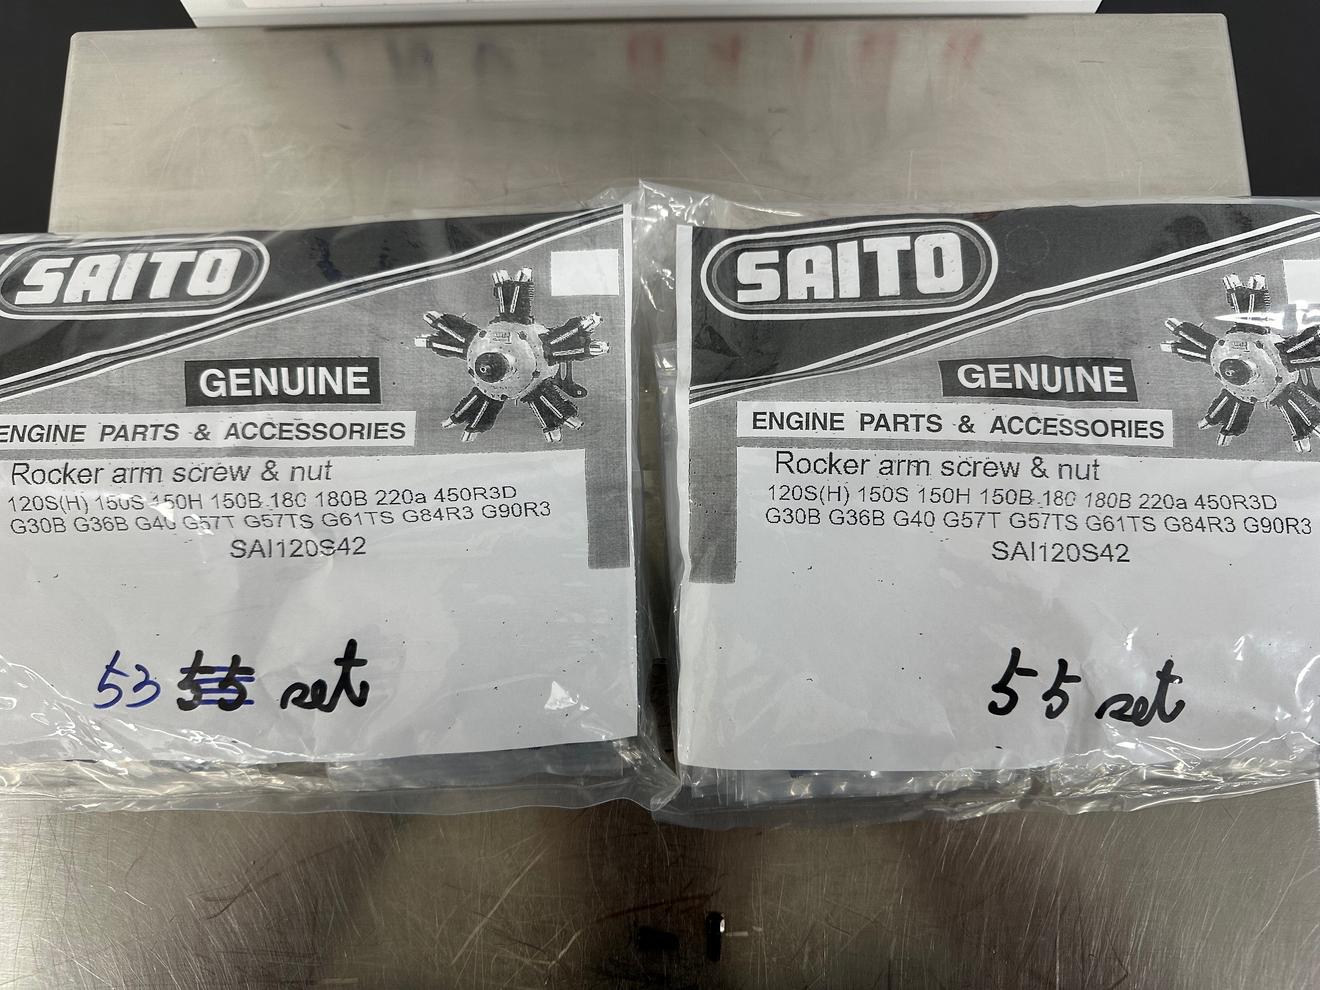 SAITO
GENUINE
ENGINE PARTS & ACCESSORIES
Rocker arm screw & nut
120S(H) 150S 150H 150B 180 180B 220a 450R3D
G30B G36B G40 G57T G57TS G61TS G84R3 G90R3
SAI120S42
53 55 set
SAITO
GENUINE
ENGINE PARTS & ACCESSORIES
Rocker arm screw & nut
120S(H) 150S 150H 150B 180 180B 220a 450R3D
G30B G36B G40 G57T G57TS G61TS G84R3 G90R3
SAI120S42
55 set